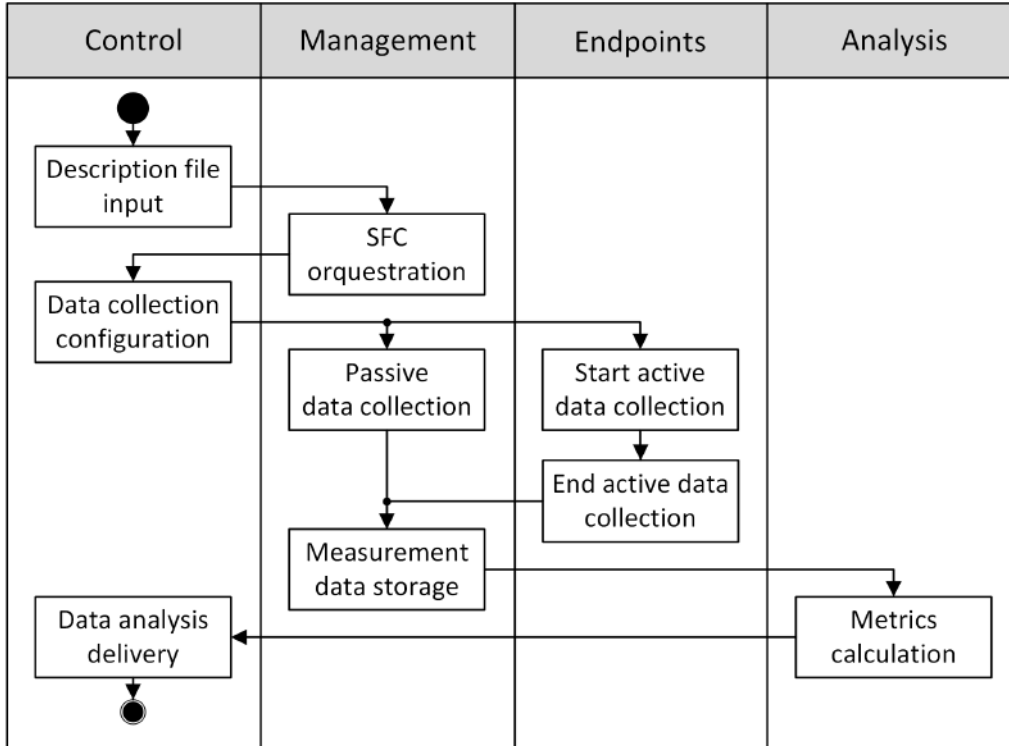 Control
Management
Endpoints
Analysis
Description file
input
SFC
orquestration
Data collection
configuration
Passive
data collection
Start active
data collection
End active data
collection
Measurement
data storage
Metrics
calculation
Data analysis
delivery